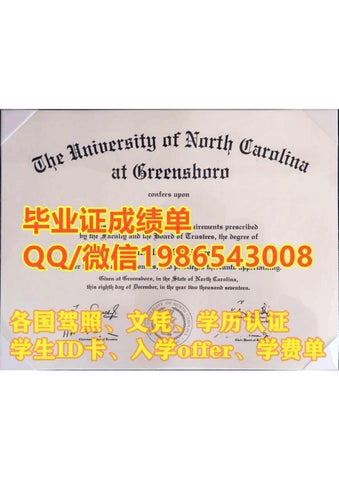 The University of North Carolina
at Greensboro
confers upon
毕业证成绩单
requirements prescribed
by the Faculty and the Board of Trustees, the degree of
QQ/微信1986543008
Given at Greensboro, in the State of North Carolina,
this eighth day of December, in the year two thousand seventeen.
各国驾照、文凭、学历认证
学生ID卡、入学offer、学费单